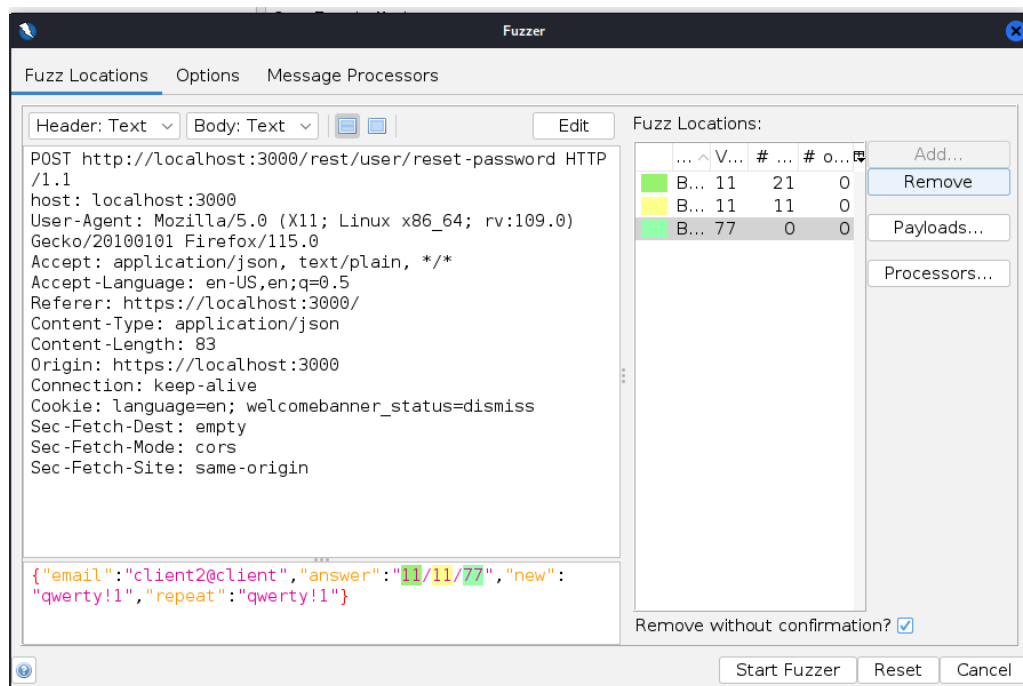 Fuzzer
Fuzz Locations Options Message Processors
Header: Text Body: Text Edit
POST http://localhost:3000/rest/user/reset-password HTTP
/1.1
host: localhost:3000
User-Agent: Mozilla/5.0 (X11; Linux x86_64; rv:109.0)
Gecko/20100101 Firefox/115.0
Accept: application/json, text/plain, */*
Accept-Language: en-US,en;q=0.5
Referer: https://localhost:3000/
Content-Type: application/json
Content-Length: 83
Origin: https://localhost:3000
Connection: keep-alive
Cookie: language=en; welcomebanner_status=dismiss
Sec-Fetch-Dest: empty
Sec-Fetch-Mode: cors
Sec-Fetch-Site: same-origin
{"email":"client2@client","answer":"11/11/77","new":
"qwerty!1","repeat":"qwerty!1"}
Fuzz Locations:
... V... # ... # o...
B... 11 21 0
B... 11 11 0
B... 77 0 0
Add...
Remove
Payloads...
Processors...
Remove without confirmation?
Start Fuzzer Reset Cancel